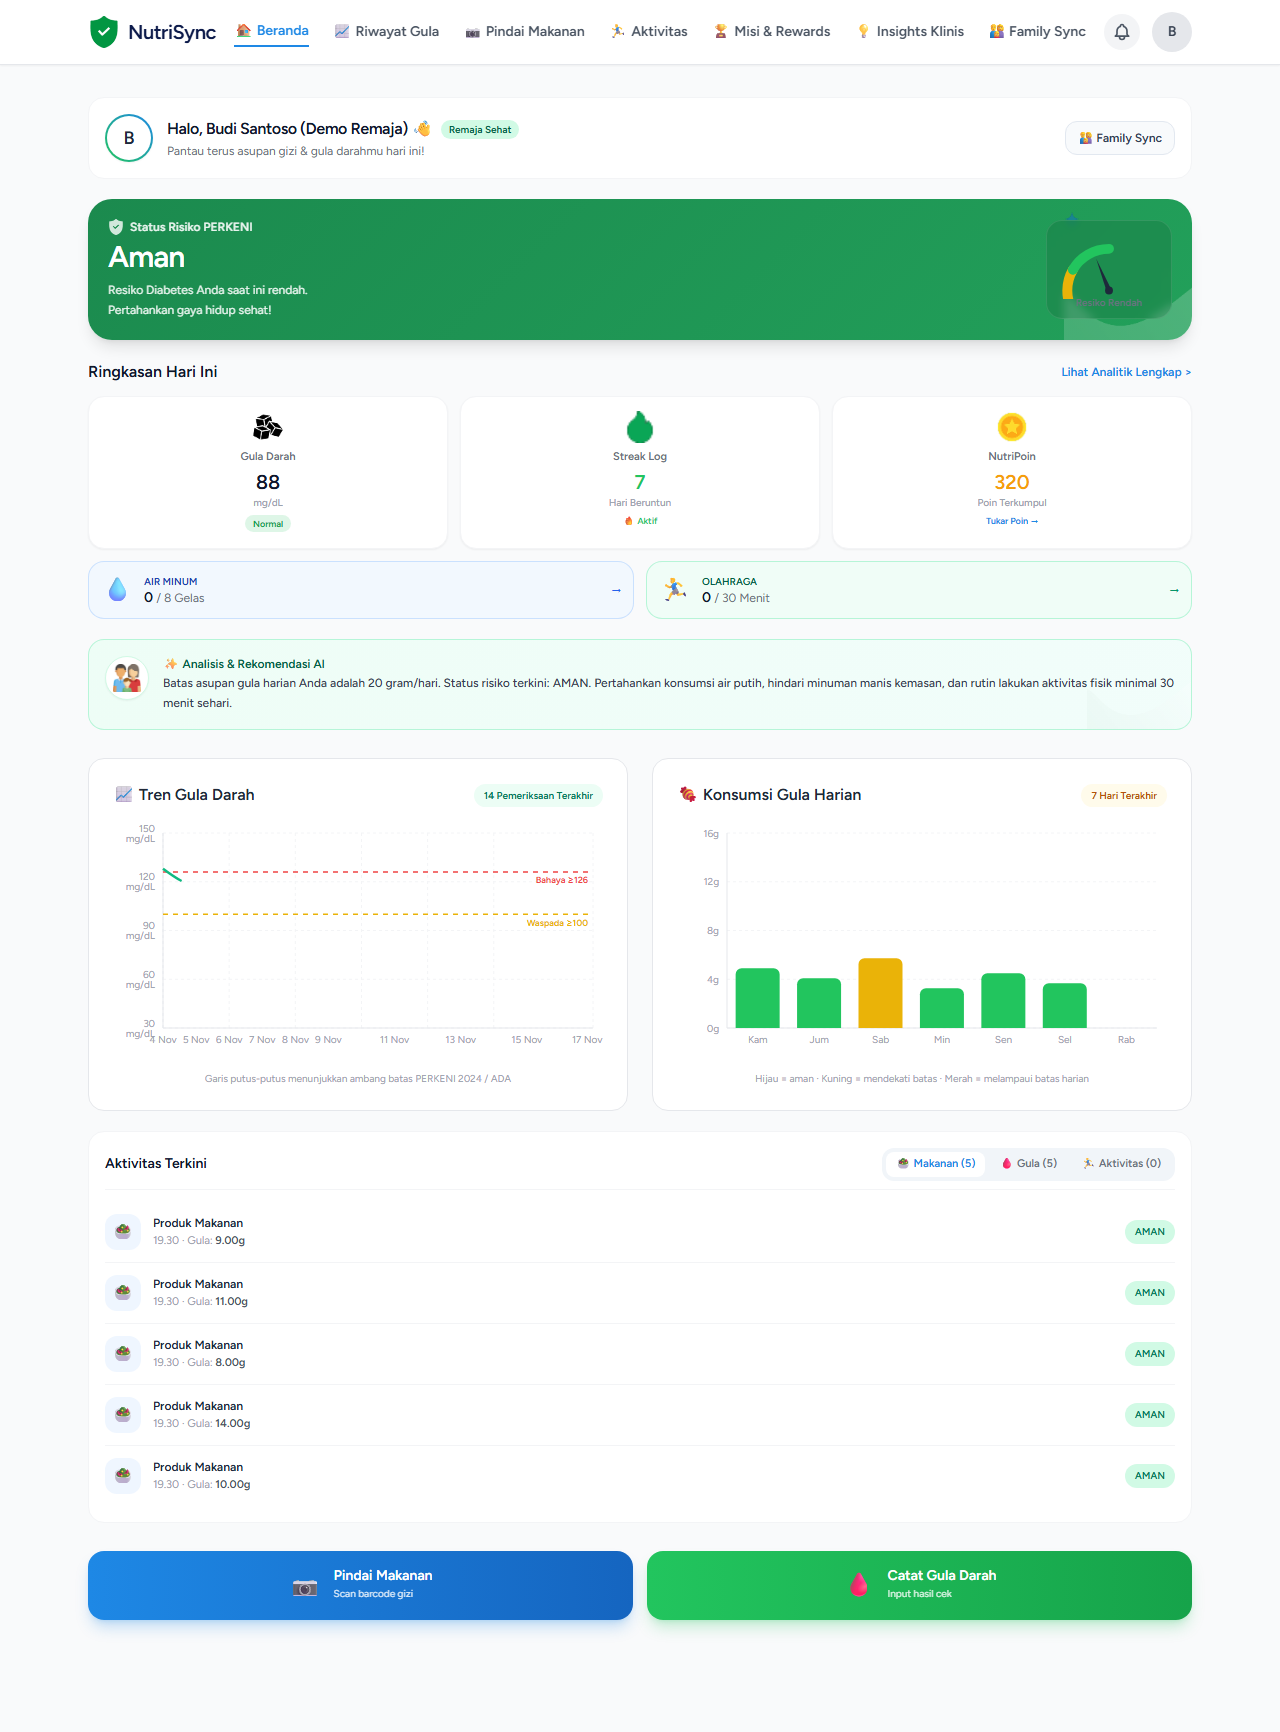 NutriSync
Beranda
Riwayat Gula
Pindai Makanan
Aktivitas
Misi & Rewards
Insights Klinis
Family Sync
B
B
Halo, Budi Santoso (Demo Remaja)
Remaja Sehat
Pantau terus asupan gizi & gula darahmu hari ini!
Family Sync
Status Risiko PERKENI
Aman
Resiko Diabetes Anda saat ini rendah.
Pertahankan gaya hidup sehat!
Resiko Rendah
Ringkasan Hari Ini
Lihat Analitik Lengkap >
Gula Darah
88
mg/dL
Normal
Streak Log
7
Hari Beruntun
Aktif
NutriPoin
320
Poin Terkumpul
Tukar Poin →
AIR MINUM
0 / 8 Gelas
→
OLAHRAGA
0 / 30 Menit
→
Analisis & Rekomendasi AI
Batas asupan gula harian Anda adalah 20 gram/hari. Status risiko terkini: AMAN. Pertahankan konsumsi air putih, hindari minuman manis kemasan, dan rutin lakukan aktivitas fisik minimal 30
menit sehari.
Tren Gula Darah
14 Pemeriksaan Terakhir
150
mg/dL
120
mg/dL
90
mg/dL
60
mg/dL
30
mg/dL
Bahaya ≥126
Waspada ≥100
4 Nov 5 Nov 6 Nov 7 Nov 8 Nov 9 Nov 11 Nov 13 Nov 15 Nov 17 Nov
Garis putus-putus menunjukkan ambang batas PERKENI 2024 / ADA
Konsumsi Gula Harian
7 Hari Terakhir
16g
12g
8g
4g
0g
Kam Jum Sab Min Sen Sel Rab
Hijau = aman · Kuning = mendekati batas · Merah = melampaui batas harian
Aktivitas Terkini
Makanan (5)
Gula (5)
Aktivitas (0)
Produk Makanan
19.30 · Gula: 9.00g
AMAN
Produk Makanan
19.30 · Gula: 11.00g
AMAN
Produk Makanan
19.30 · Gula: 8.00g
AMAN
Produk Makanan
19.30 · Gula: 14.00g
AMAN
Produk Makanan
19.30 · Gula: 10.00g
AMAN
Pindai Makanan
Scan barcode gizi
Catat Gula Darah
Input hasil cek